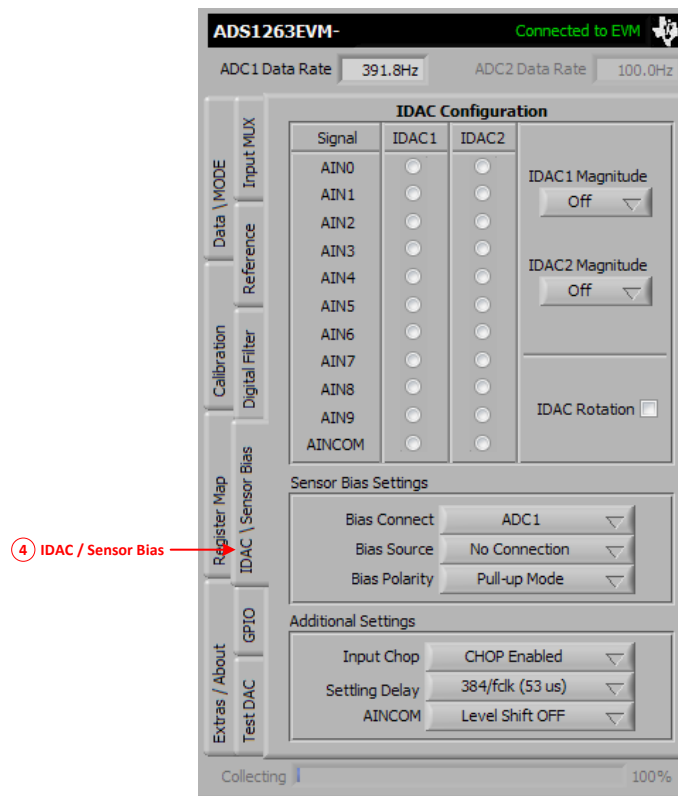 ADS1263EVM- Connected to EVM
ADC1 Data Rate 391.8Hz ADC2 Data Rate 100.0Hz
Data \ MODE
Calibration
Register Map
Extras / About
Input MUX
Reference
Digital Filter
IDAC \ Sensor Bias
GPIO
Test DAC
4 IDAC / Sensor Bias
IDAC Configuration
Signal IDAC1 IDAC2
AIN0
AIN1
AIN2
AIN3
AIN4
AIN5
AIN6
AIN7
AIN8
AIN9
AINCOM
IDAC1 Magnitude
Off
IDAC2 Magnitude
Off
IDAC Rotation
Sensor Bias Settings
Bias Connect ADC1
Bias Source No Connection
Bias Polarity Pull-up Mode
Additional Settings
Input Chop CHOP Enabled
Settling Delay 384/fclk (53 us)
AINCOM Level Shift OFF
Collecting 100%